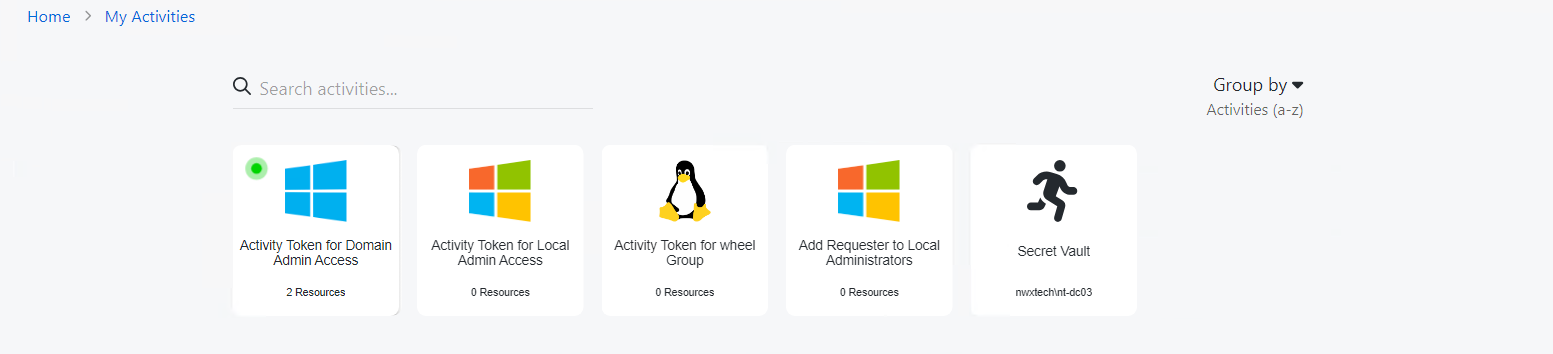 Home > My Activities
Search activities...
Group by
Activities (a-z)
Activity Token for Domain
Admin Access
2 Resources
Activity Token for Local
Admin Access
0 Resources
Activity Token for wheel
Group
0 Resources
Add Requester to Local
Administrators
0 Resources
Secret Vault
nwxtech\nt-dc03